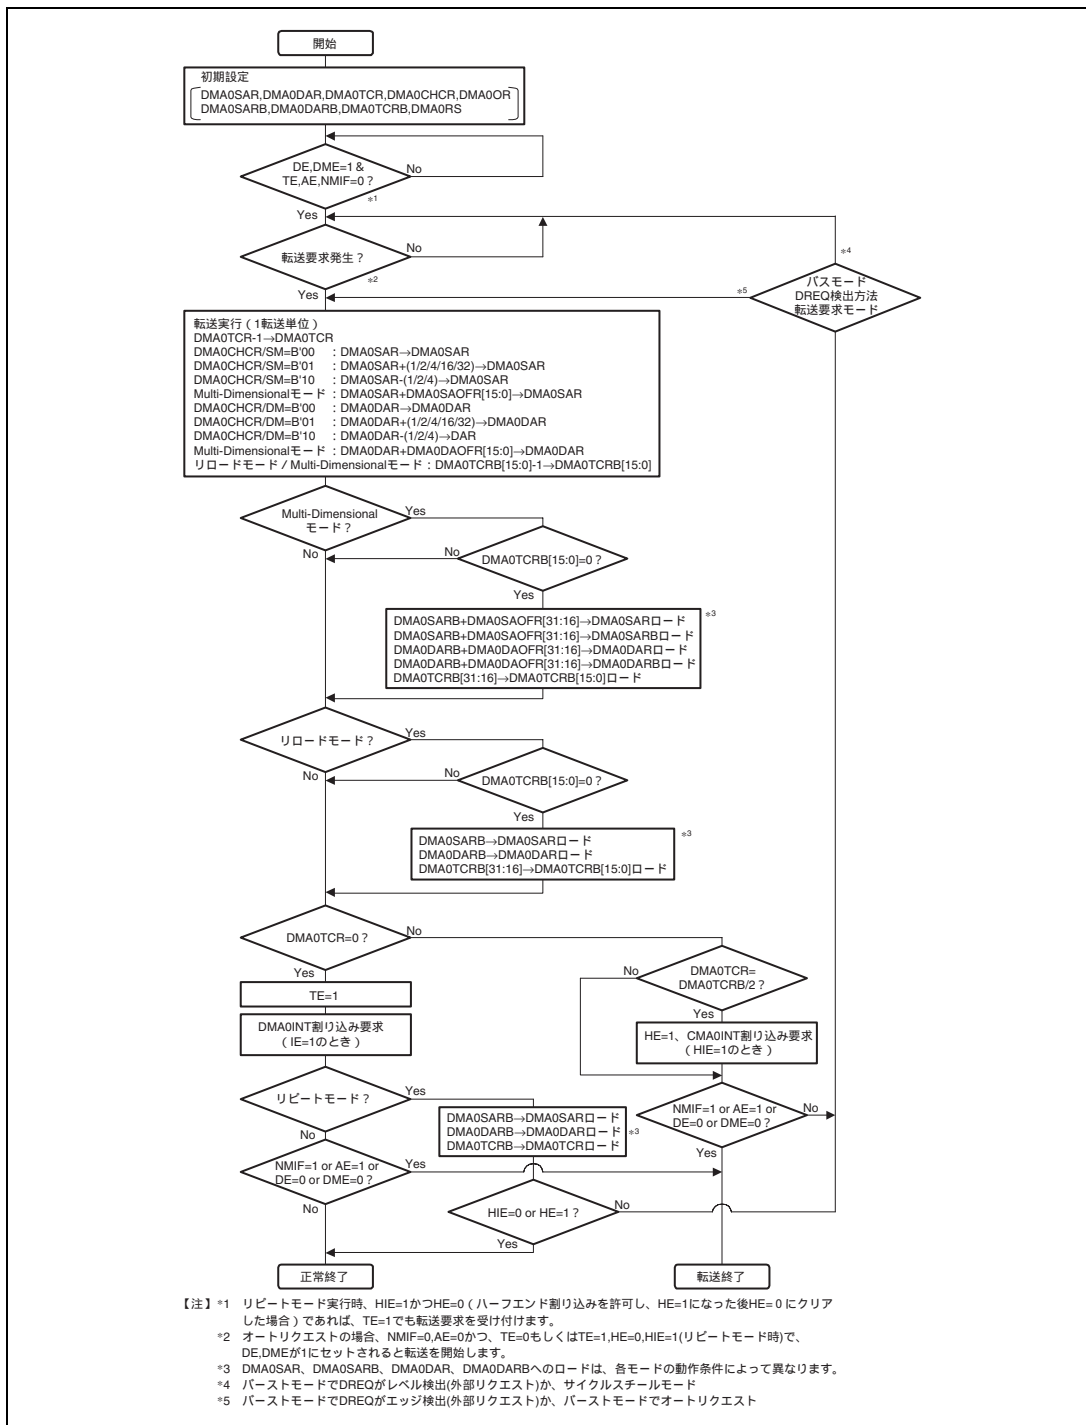 開始
初期設定
DMA0SAR,DMA0DAR,DMA0TCR,DMA0CHCR,DMA0OR
DMA0SARB,DMA0DARB,DMA0TCRB,DMA0RS
DE,DME=1 &
TE,AE,NMIF=0 ?
No
*1
Yes
転送要求発生 ?
No
*2
Yes
*4
*5
バスモード
DREQ検出方法
転送要求モード
転送実行 ( 1転送単位 )
DMA0TCR-1→DMA0TCR
DMA0CHCR/SM=B'00 : DMA0SAR→DMA0SAR
DMA0CHCR/SM=B'01 : DMA0SAR+(1/2/4/16/32)→DMA0SAR
DMA0CHCR/SM=B'10 : DMA0SAR-(1/2/4)→DMA0SAR
Multi-Dimensionalモード : DMA0SAR+DMA0SAOFR[15:0]→DMA0SAR
DMA0CHCR/DM=B'00 : DMA0DAR→DMA0DAR
DMA0CHCR/DM=B'01 : DMA0DAR+(1/2/4/16/32)→DMA0DAR
DMA0CHCR/DM=B'10 : DMA0DAR-(1/2/4)→DAR
Multi-Dimensionalモード : DMA0DAR+DMA0DAOFR[15:0]→DMA0DAR
リロードモード / Multi-Dimensionalモード : DMA0TCRB[15:0]-1→DMA0TCRB[15:0]
Multi-Dimensional
モード ?
Yes
No
DMA0TCRB[15:0]=0 ?
No
Yes
DMA0SARB+DMA0SAOFR[31:16]→DMA0SARロード
DMA0SARB+DMA0SAOFR[31:16]→DMA0SARBロード
DMA0DARB+DMA0DAOFR[31:16]→DMA0DARロード
DMA0DARB+DMA0DAOFR[31:16]→DMA0DARBロード
DMA0TCRB[31:16]→DMA0TCRB[15:0]ロード
*3
リロードモード ?
Yes
No
DMA0TCRB[15:0]=0 ?
No
Yes
DMA0SARB→DMA0SARロード
DMA0DARB→DMA0DARロード
DMA0TCRB[31:16]→DMA0TCRB[15:0]ロード
*3
DMA0TCR=0 ?
No
Yes
DMA0TCR=
DMA0TCRB/2 ?
No
Yes
TE=1
DMA0INT割り込み要求
( IE=1のとき )
HE=1、CMA0INT割り込み要求
( HIE=1のとき )
リピートモード ?
Yes
No
DMA0SARB→DMA0SARロード
DMA0DARB→DMA0DARロード
DMA0TCRB→DMA0TCRロード
*3
NMIF=1 or AE=1 or
DE=0 or DME=0 ?
No
Yes
NMIF=1 or AE=1 or
DE=0 or DME=0 ?
Yes
No
HIE=0 or HE=1 ?
No
Yes
正常終了
転送終了
【注】 *1 リピートモード実行時、HIE=1かつHE=0 ( ハーフエンド割り込みを許可し、HE=1になった後HE= 0 にクリア
した場合 ) であれば、TE=1でも転送要求を受け付けます。
*2 オートリクエストの場合、NMIF=0,AE=0かつ、TE=0もしくはTE=1,HE=0,HIE=1(リピートモード時)で、
DE,DMEが1にセットされると転送を開始します。
*3 DMA0SAR、DMA0SARB、DMA0DAR、DMA0DARBへのロードは、各モードの動作条件によって異なります。
*4 バーストモードでDREQがレベル検出(外部リクエスト)か、サイクルスチールモード
*5 バーストモードでDREQがエッジ検出(外部リクエスト)か、バーストモードでオートリクエスト